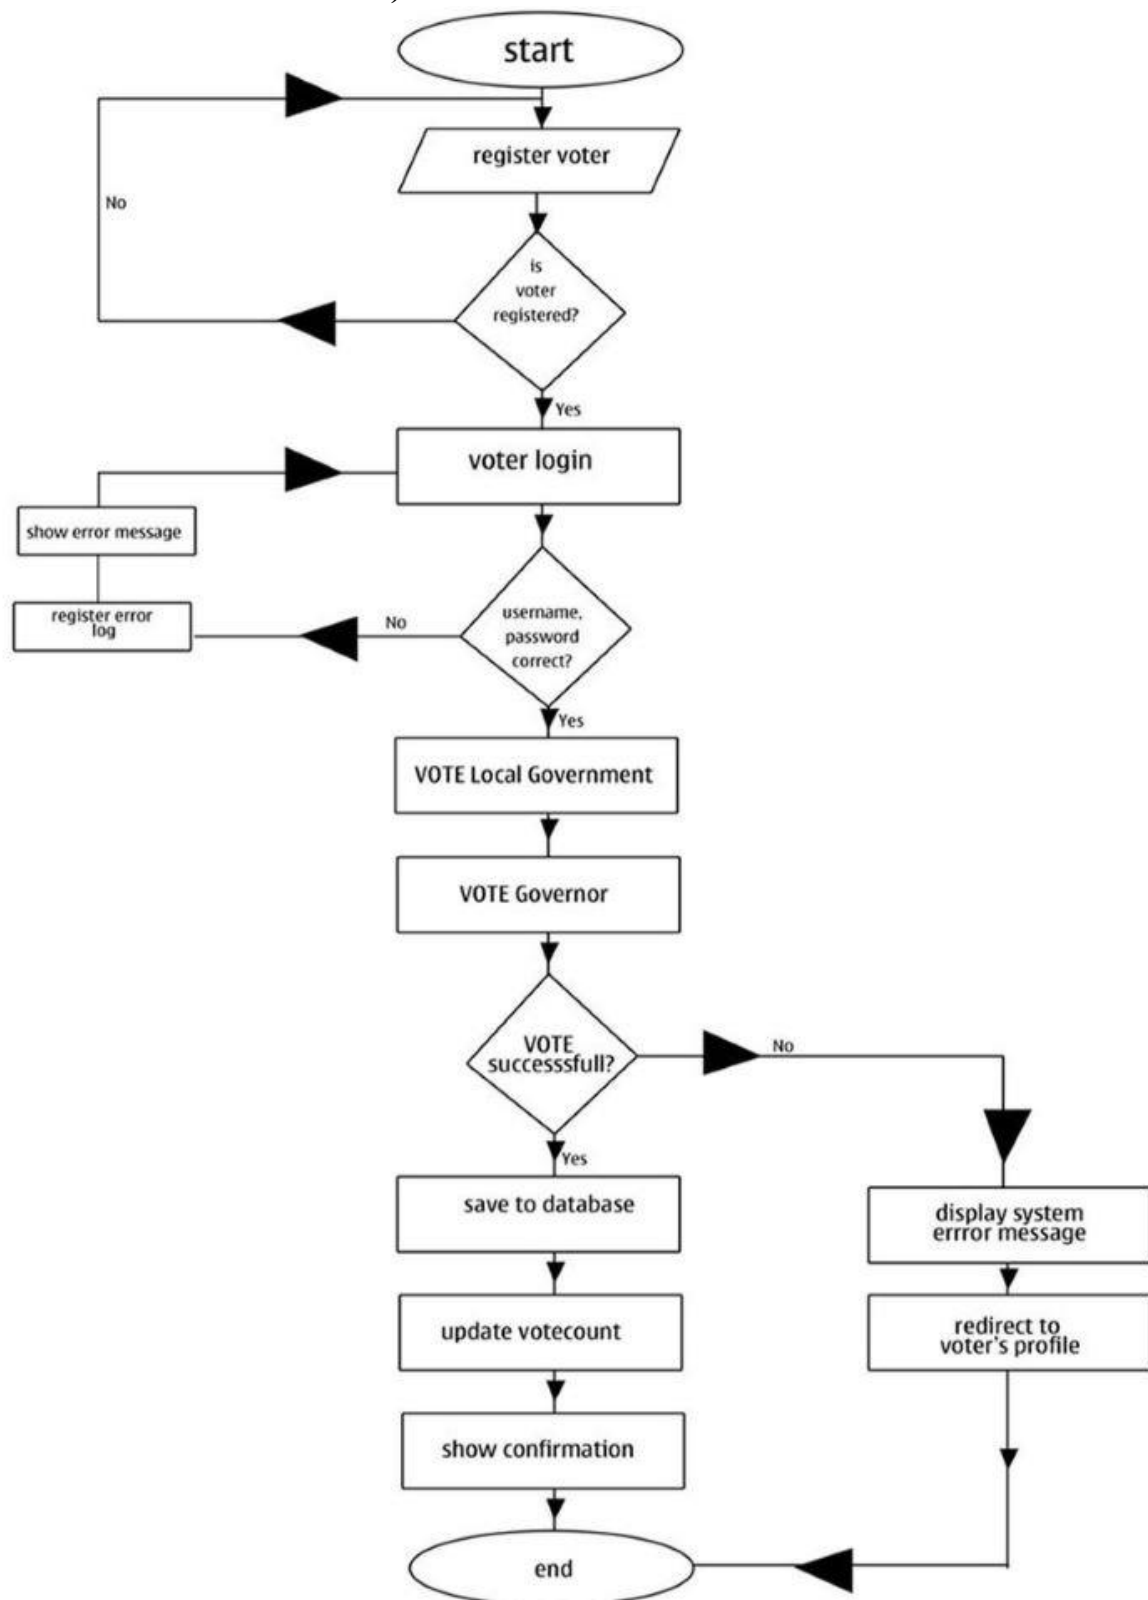 start
register voter
No
is
voter
registered?
Yes
voter login
show error message
register error
log
No
username,
password
correct?
Yes
VOTE Local Government
VOTE Governor
VOTE
successsfull?
No
Yes
save to database
display system
errror message
update votecount
redirect to
voter's profile
show confirmation
end